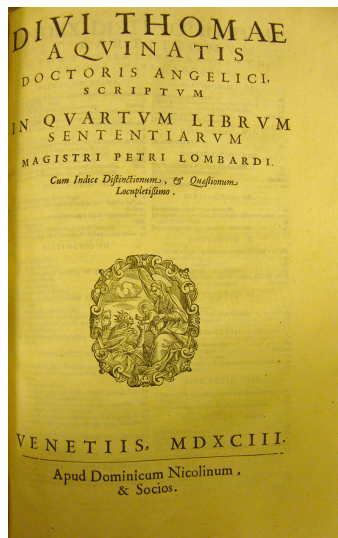 DIVI THOMAE
AQVINATIS
DOCTORIS ANGELICI,
SCRIPTVM
IN QVARTVM LIBRVM
SENTENTIARVM
MAGISTRI PETRI LOMBARDI.
Cum Indice Distinctionum, & Quæstionum
Locupletißimo.
VENETIIS, MDXCIII.
Apud Dominicum Nicolinum,
& Socios.